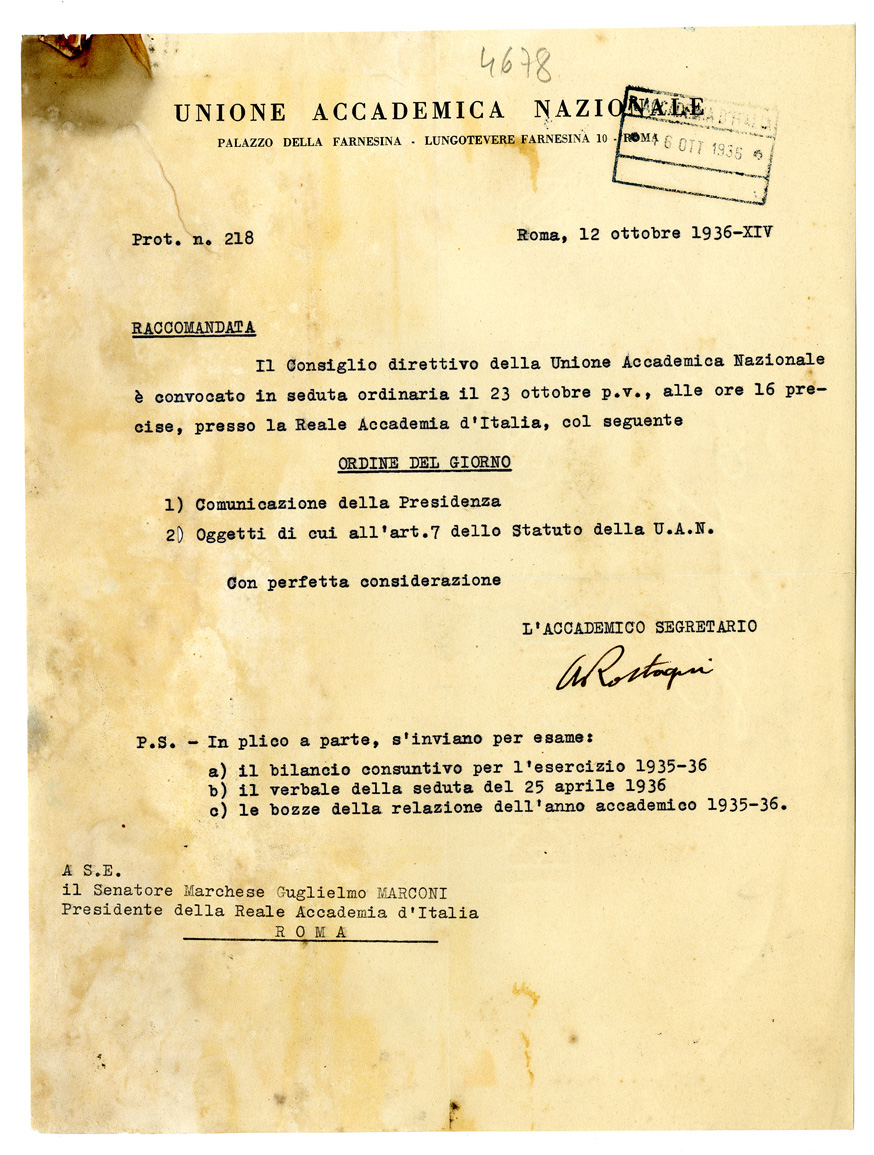 4678
UNIONE ACCADEMICA NAZIONALE
PALAZZO DELLA FARNESINA - LUNGOTEVERE FARNESINA 10 - ROMA
16 OTT 1936
Prot. n. 218
Roma, 12 ottobre 1936-XIV
RACCOMANDATA
Il Consiglio direttivo della Unione Accademica Nazionale
è convocato in seduta ordinaria il 23 ottobre p.v., alle ore 16 pre-
cise, presso la Reale Accademia d'Italia, col seguente
ORDINE DEL GIORNO
1) Comunicazione della Presidenza
2) Oggetti di cui all'art.7 dello Statuto della U.A.N.
Con perfetta considerazione
L'ACCADEMICO SEGRETARIO
A Rostagni
P.S. - In plico a parte, s'inviano per esame:
a) il bilancio consuntivo per l'esercizio 1935-36
b) il verbale della seduta del 25 aprile 1936
c) le bozze della relazione dell'anno accademico 1935-36.
A S.E.
il Senatore Marchese Guglielmo MARCONI
Presidente della Reale Accademia d'Italia
R O M A